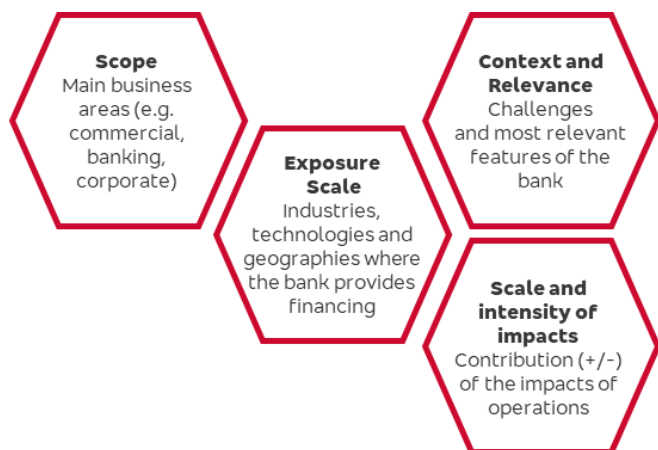 Scope
Main business
areas (e.g.
commercial,
banking,
corporate)
Exposure
Scale
Industries,
technologies and
geographies where
the bank provides
financing
Context and
Relevance
Challenges
and most relevant
features of the
bank
Scale and
intensity of
impacts
Contribution (+/-)
of the impacts of
operations